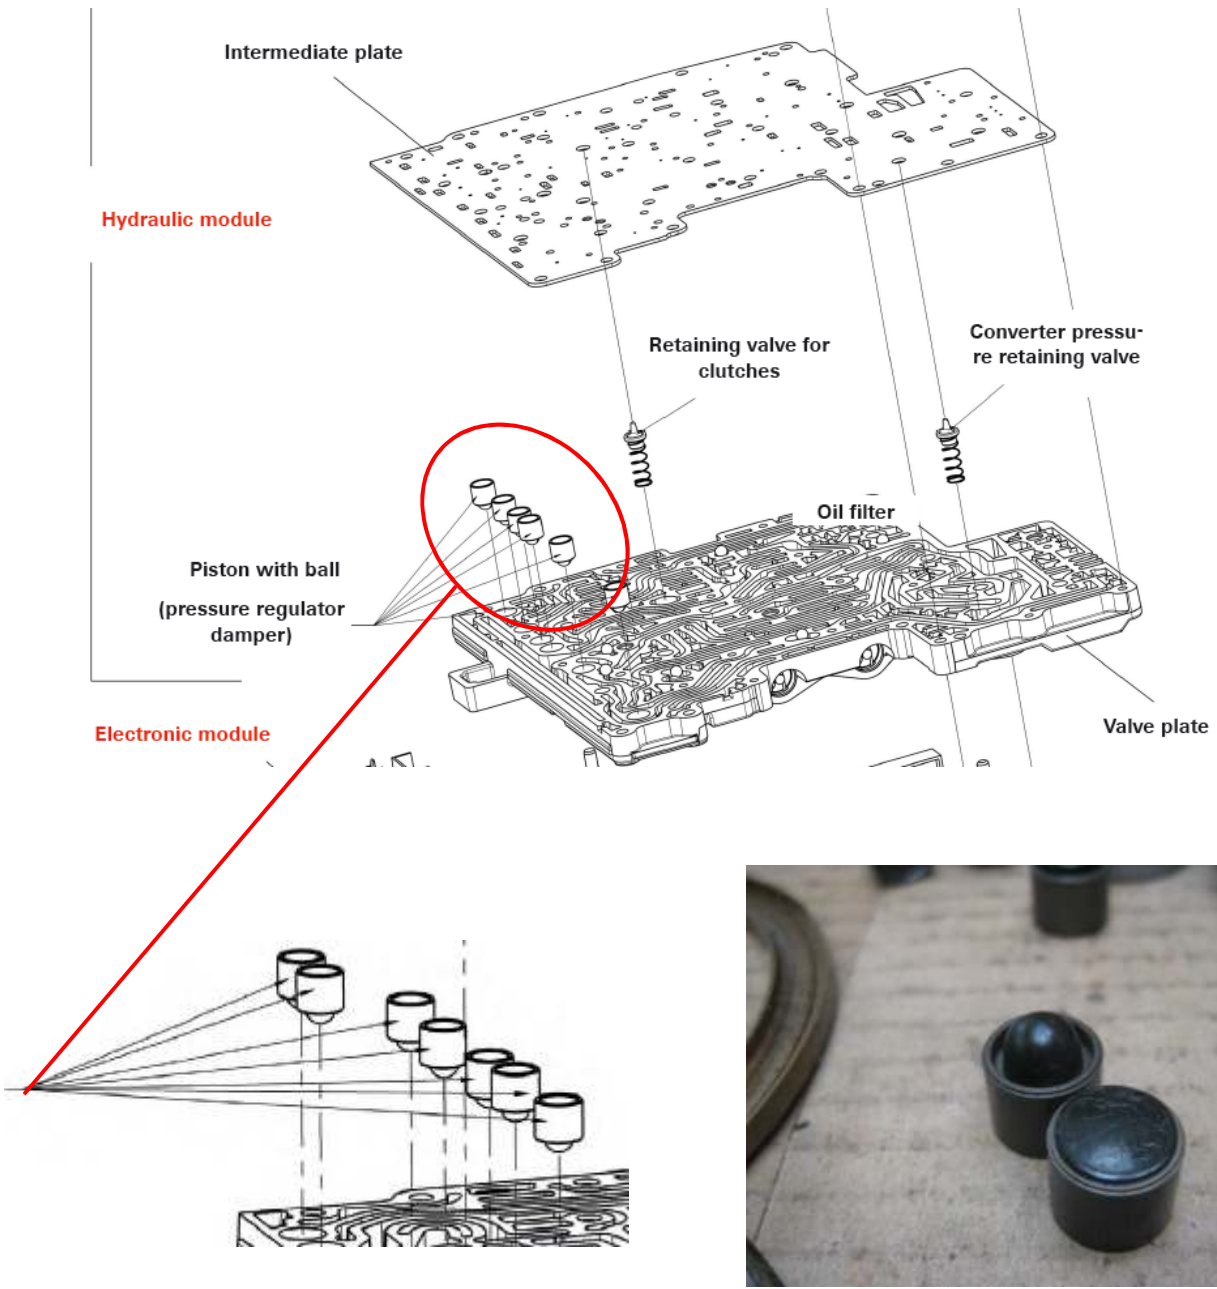 Intermediate plate
Hydraulic module
Retaining valve for
clutches
Converter pressu-
re retaining valve
Oil filter
Piston with ball
(pressure regulator
damper)
Valve plate
Electronic module